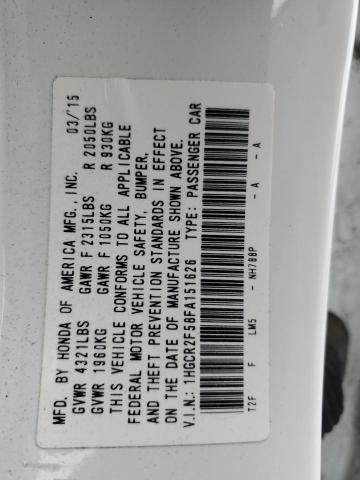 MFD. BY HONDA OF AMERICA MFG., INC. 03/'15
GVWR 4321LBS GAWR F 2315LBS R 2050LBS
GVWR 1960KG GAWR F 1050KG R 930KG
THIS VEHICLE CONFORMS TO ALL APPLICABLE
FEDERAL MOTOR VEHICLE SAFETY, BUMPER,
AND THEFT PREVENTION STANDARDS IN EFFECT
ON THE DATE OF MANUFACTURE SHOWN ABOVE.
V.I.N.: 1HGCR2F58FA151626 TYPE: PASSENGER CAR
T2F F LM5 - NH788P - A - A